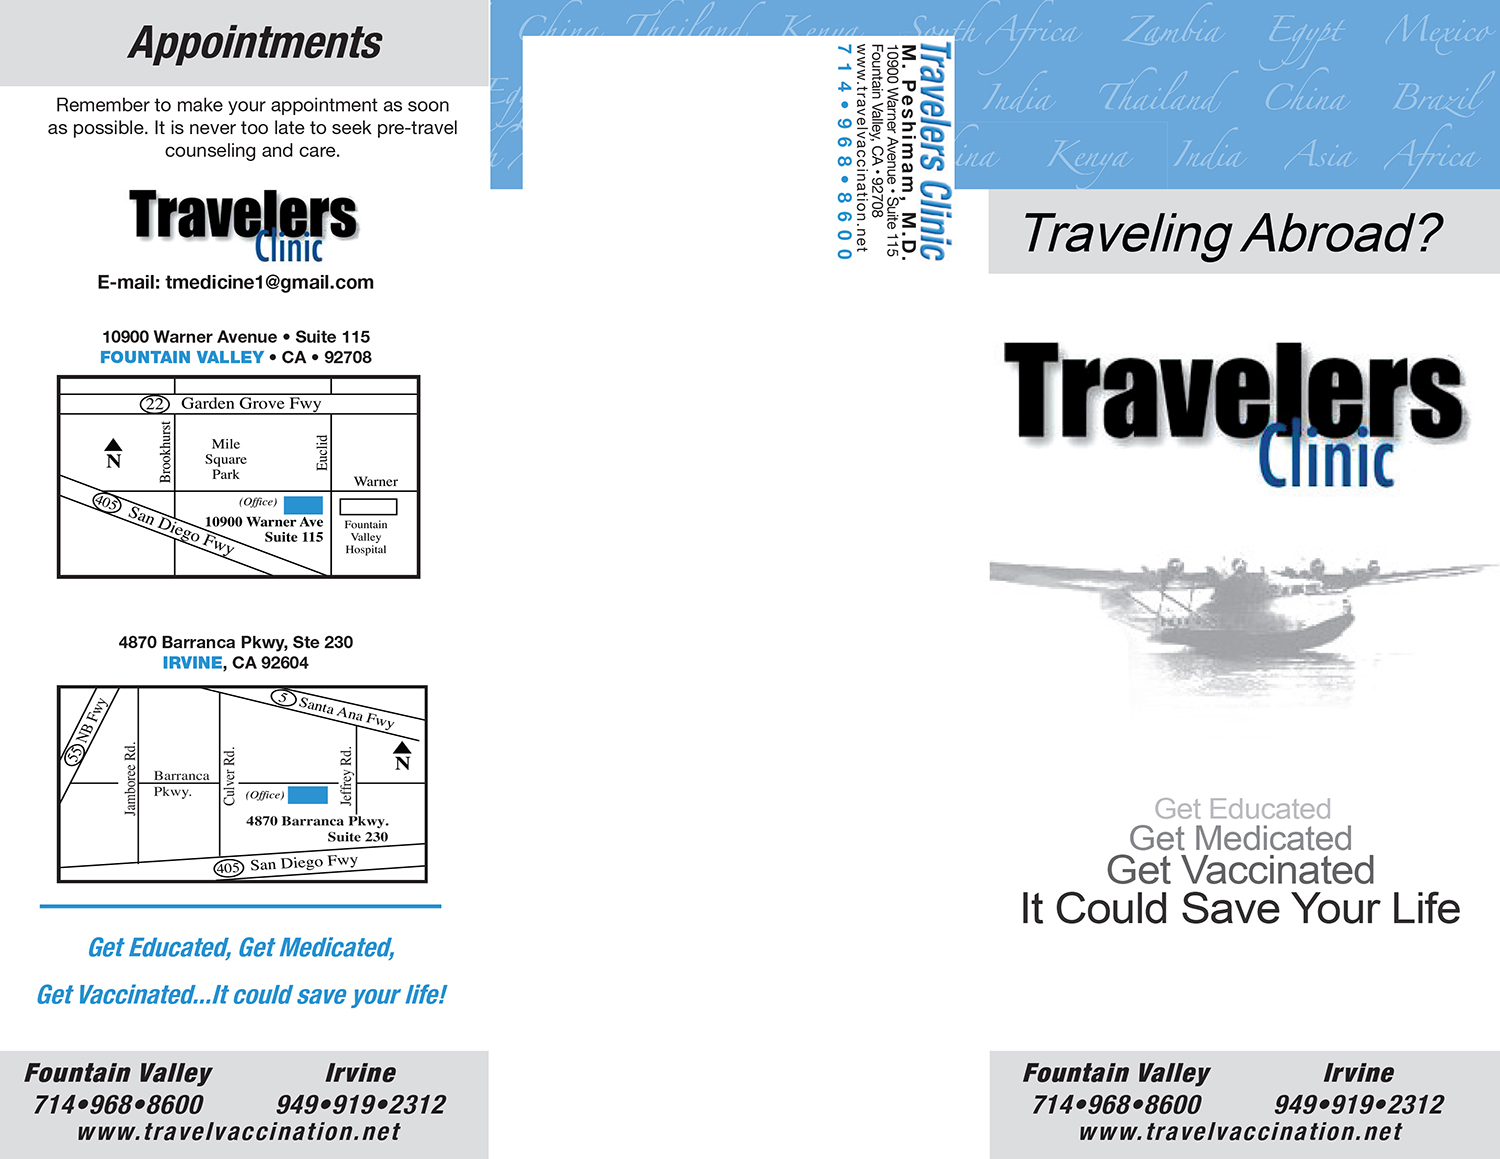 Appointments
Remember to make your appointment as soon
as possible. It is never too late to seek pre-travel
counseling and care.
Travelers
Clinic
E-mail: tmedicine1@gmail.com
10900 Warner Avenue • Suite 115
FOUNTAIN VALLEY • CA • 92708
22 Garden Grove Fwy
Brookhurst
Mile
Square
Park
Euclid
N
Warner
405 San Diego Fwy
(Office)
10900 Warner Ave
Suite 115
Fountain
Valley
Hospital
4870 Barranca Pkwy, Ste 230
IRVINE, CA 92604
55 NB Fwy
5 Santa Ana Fwy
Jamboree Rd.
Barranca
Pkwy.
Culver Rd.
Jeffrey Rd.
N
(Office)
4870 Barranca Pkwy.
Suite 230
405 San Diego Fwy
Get Educated, Get Medicated,
Get Vaccinated...It could save your life!
Fountain Valley Irvine
714•968•8600 949•919•2312
www.travelvaccination.net
Travelers Clinic
M. Peshimam, M.D.
10900 Warner Avenue • Suite 115
Fountain Valley, CA • 92708
www.travelvaccination.net
714•968•8600
China Thailand Kenya South Africa Zambia Egypt Mexico
India Thailand China Brazil
Kenya India Asia Africa
Traveling Abroad?
Travelers
Clinic
Get Educated
Get Medicated
Get Vaccinated
It Could Save Your Life
Fountain Valley Irvine
714•968•8600 949•919•2312
www.travelvaccination.net